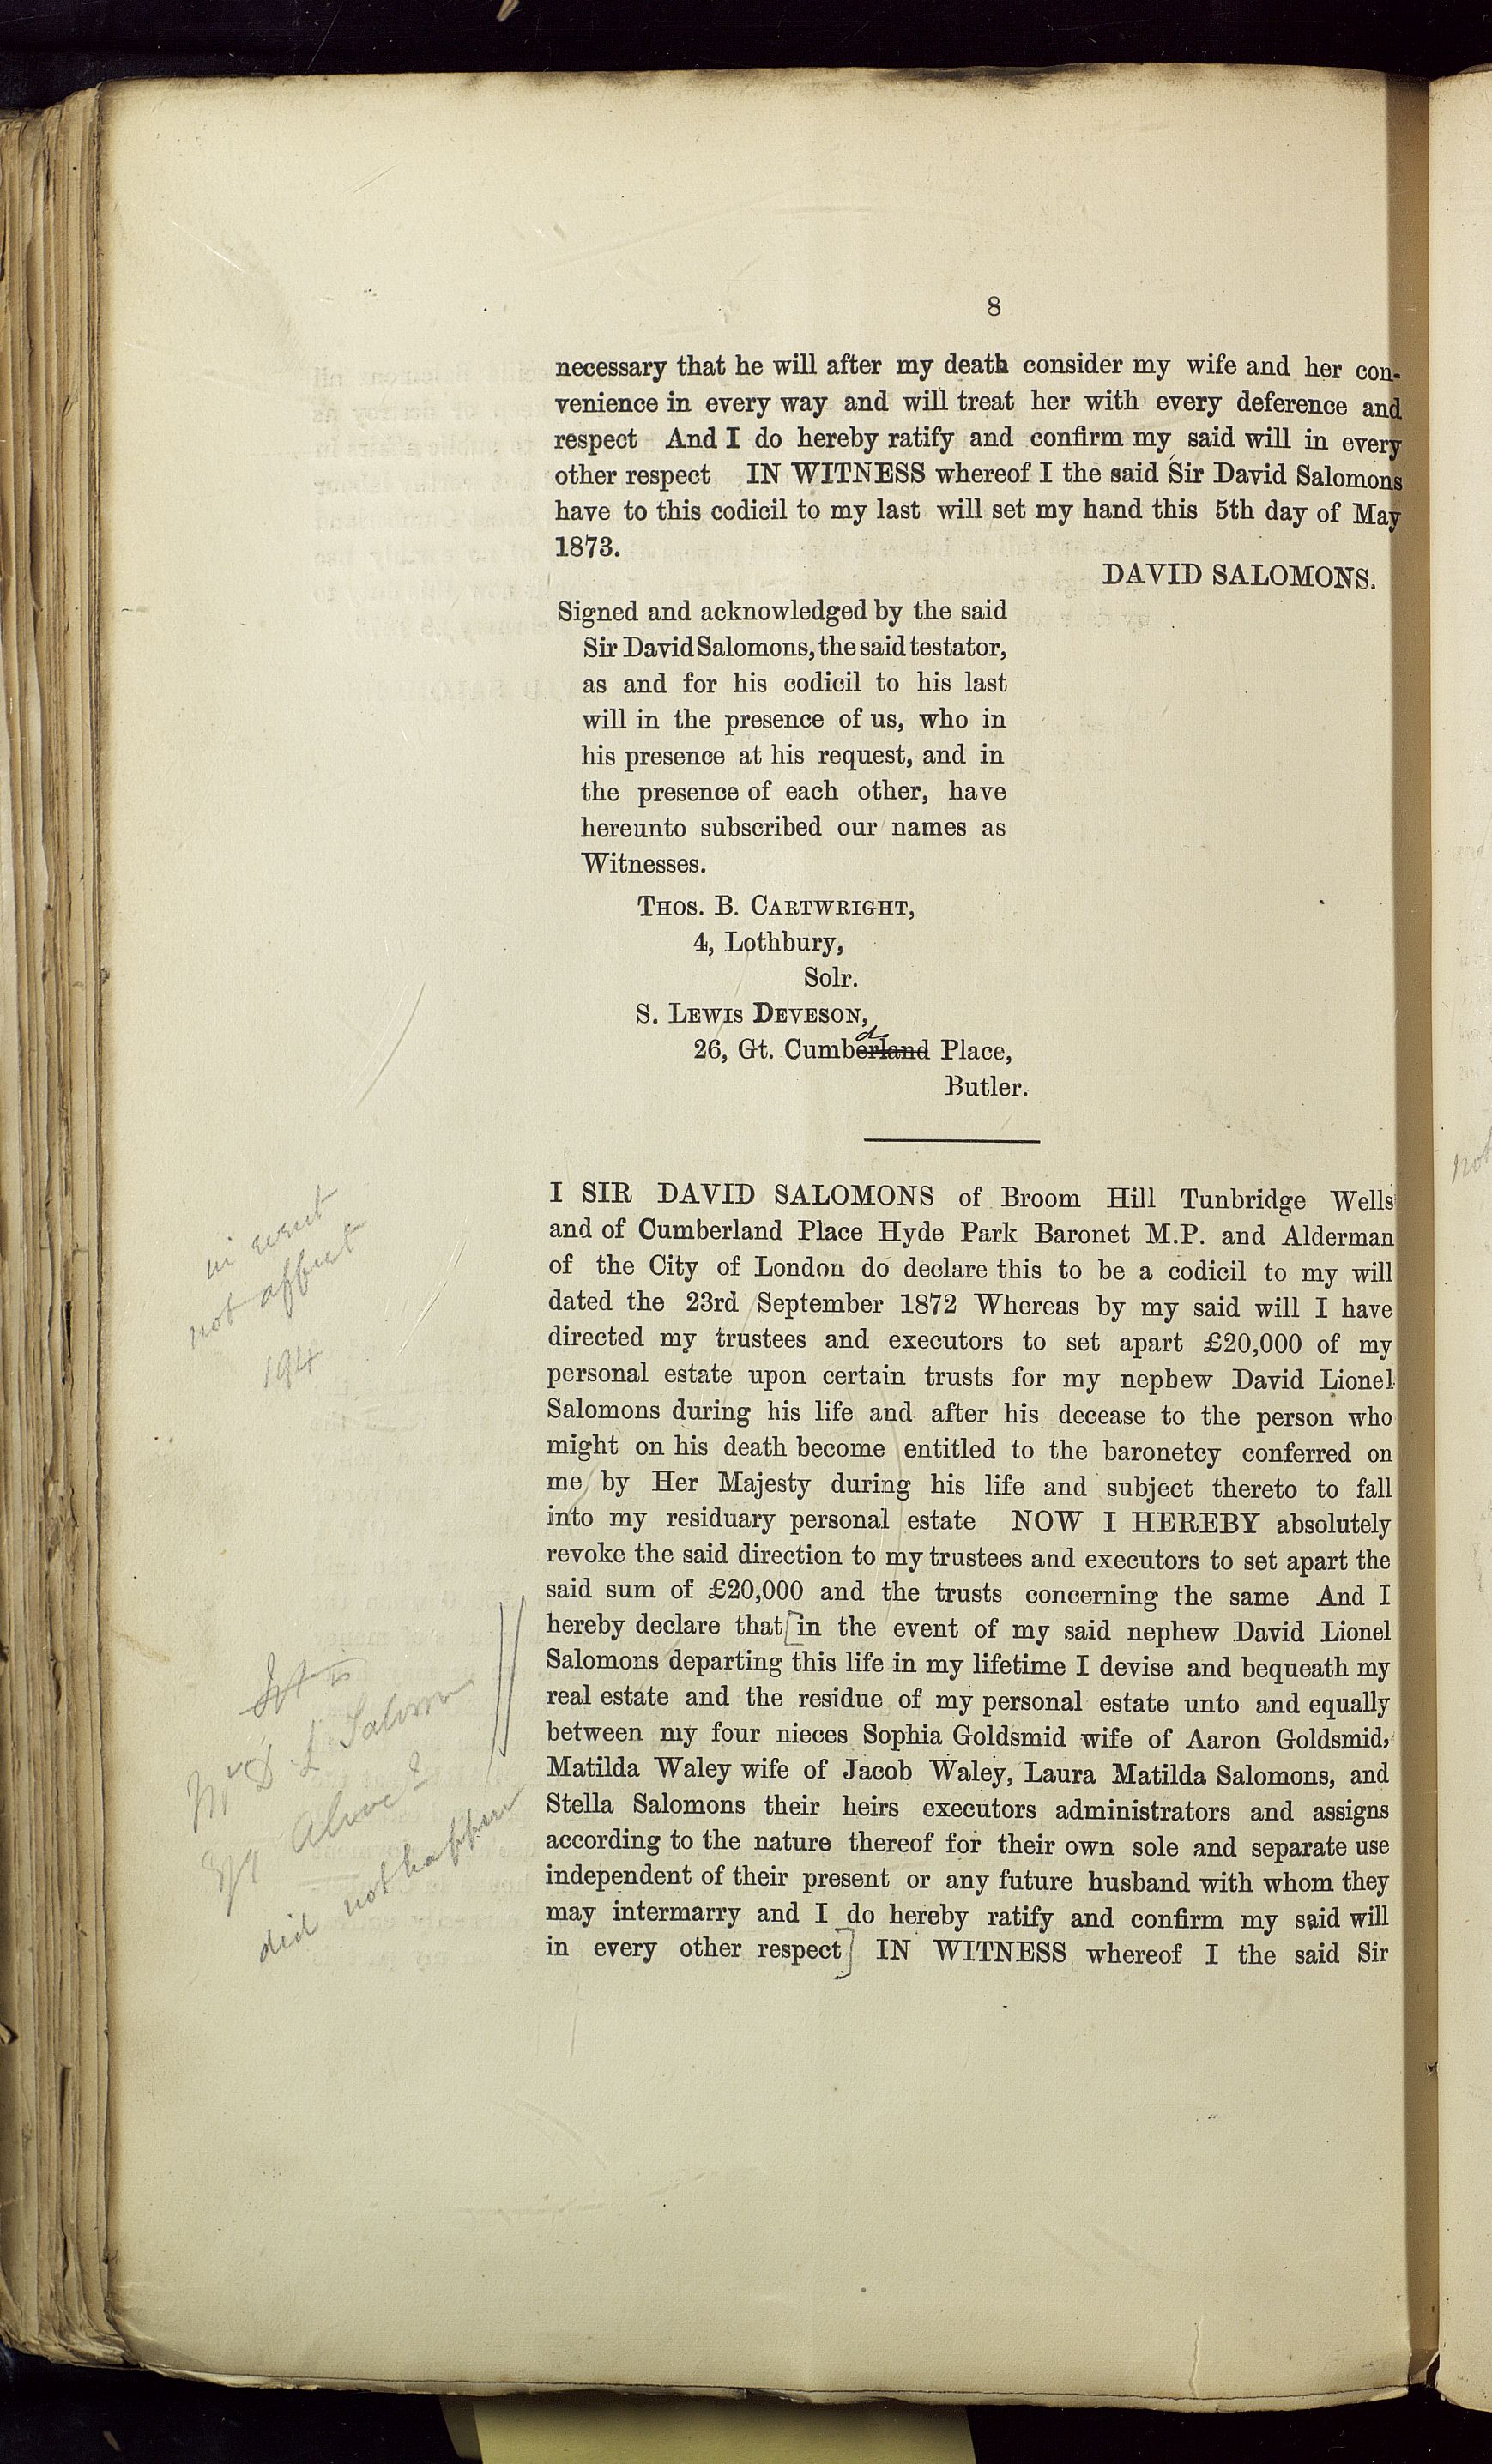 8
necessary that he will after my death consider my wife and her con-
venience in every way and will treat her with every deference and
respect And I do hereby ratify and confirm my said will in every
other respect IN WITNESS whereof I the said Sir David Salomons
have to this codicil to my last will set my hand this 5th day of May
1873.
DAVID SALOMONS.
Signed and acknowledged by the said
Sir David Salomons, the said testator,
as and for his codicil to his last
will in the presence of us, who in
his presence at his request, and in
the presence of each other, have
hereunto subscribed our names as
Witnesses.
THOS. B. CARTWRIGHT,
4, Lothbury,
Solr.
S. LEWIS DEVESON,
d
26, Gt. Cumberland Place,
Butler.
I SIR DAVID SALOMONS of Broom Hill Tunbridge Wells
and of Cumberland Place Hyde Park Baronet M.P. and Alderman
of the City of London do declare this to be a codicil to my will
dated the 23rd September 1872 Whereas by my said will I have
directed my trustees and executors to set apart £20,000 of my
personal estate upon certain trusts for my nephew David Lionel
Salomons during his life and after his decease to the person who
might on his death become entitled to the baronetcy conferred on
me by Her Majesty during his life and subject thereto to fall
into my residuary personal estate NOW I HEREBY absolutely
revoke the said direction to my trustees and executors to set apart the
said sum of £20,000 and the trusts concerning the same And I
hereby declare that [in the event of my said nephew David Lionel
Salomons departing this life in my lifetime I devise and bequeath my
real estate and the residue of my personal estate unto and equally
between my four nieces Sophia Goldsmid wife of Aaron Goldsmid,
Matilda Waley wife of Jacob Waley, Laura Matilda Salomons, and
Stella Salomons their heirs executors administrators and assigns
according to the nature thereof for their own sole and separate use
independent of their present or any future husband with whom they
may intermarry and I do hereby ratify and confirm my said will
in every other respect] IN WITNESS whereof I the said Sir
event
not affect
194
D L Salom
Alive?
did not happen
not